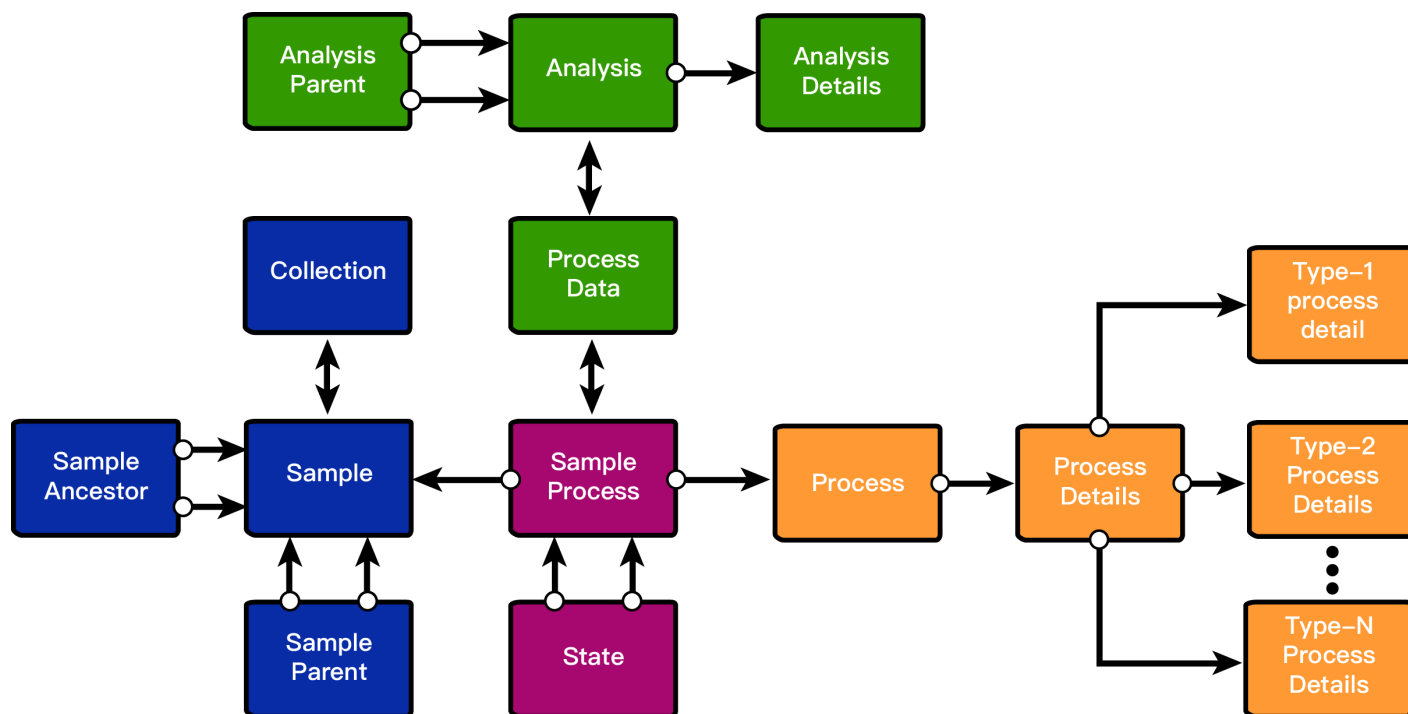 Analysis
Parent
Analysis
Analysis
Details
Collection
Process
Data
Type–1
process
detail
Sample
Ancestor
Sample
Sample
Process
Process
Process
Details
Type–2
Process
Details
Sample
Parent
State
Type–N
Process
Details